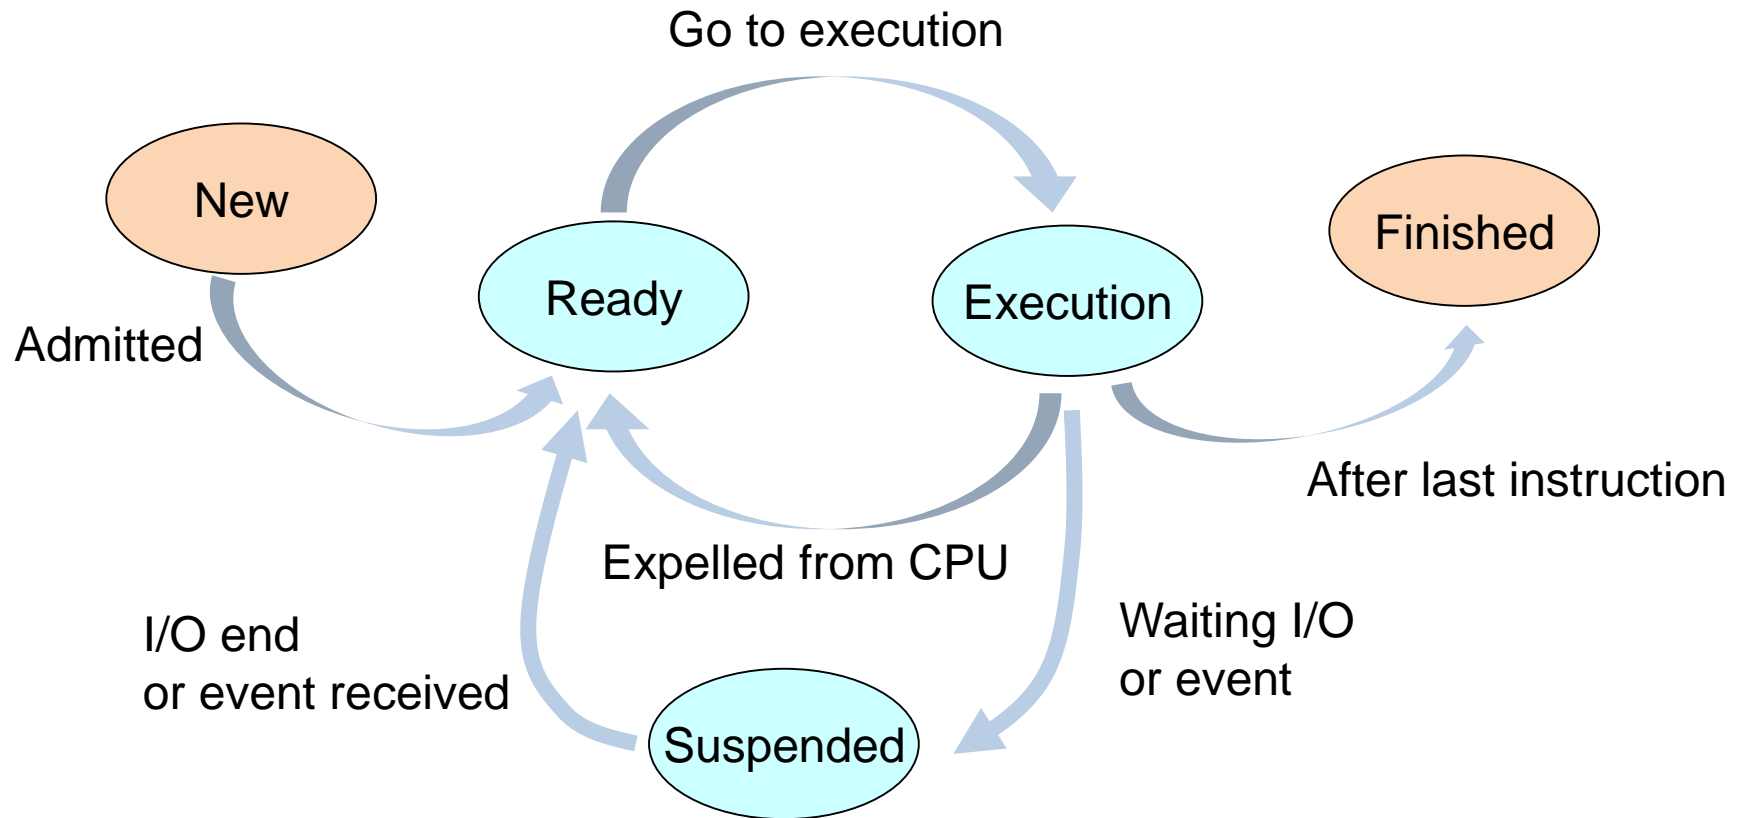 Go to execution
New
Finished
Ready
Execution
Admitted
After last instruction
Expelled from CPU
I/O end
or event received
Waiting I/O
or event
Suspended